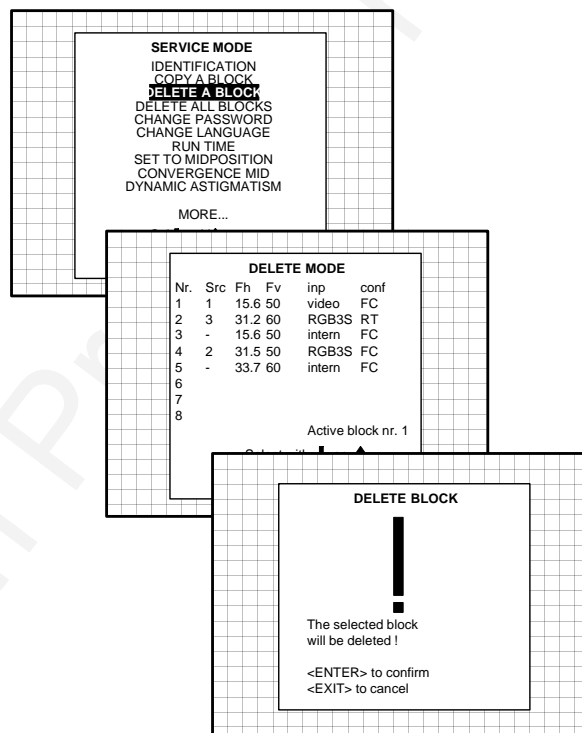 SERVICE MODE
IDENTIFICATION
COPY A BLOCK
DELETE A BLOCK
DELETE ALL BLOCKS
CHANGE PASSWORD
CHANGE LANGUAGE
RUN TIME
SET TO MIDPOSITION
CONVERGENCE MID
DYNAMIC ASTIGMATISM
MORE...
DELETE MODE
Nr. Src Fh Fv inp conf
1 1 15.6 50 video FC
2 3 31.2 60 RGB3S RT
3 - 15.6 50 intern FC
4 2 31.5 50 RGB3S FC
5 - 33.7 60 intern FC
6
7
8
Active block nr. 1
DELETE BLOCK
!
The selected block
will be deleted !
<ENTER> to confirm
<EXIT> to cancel